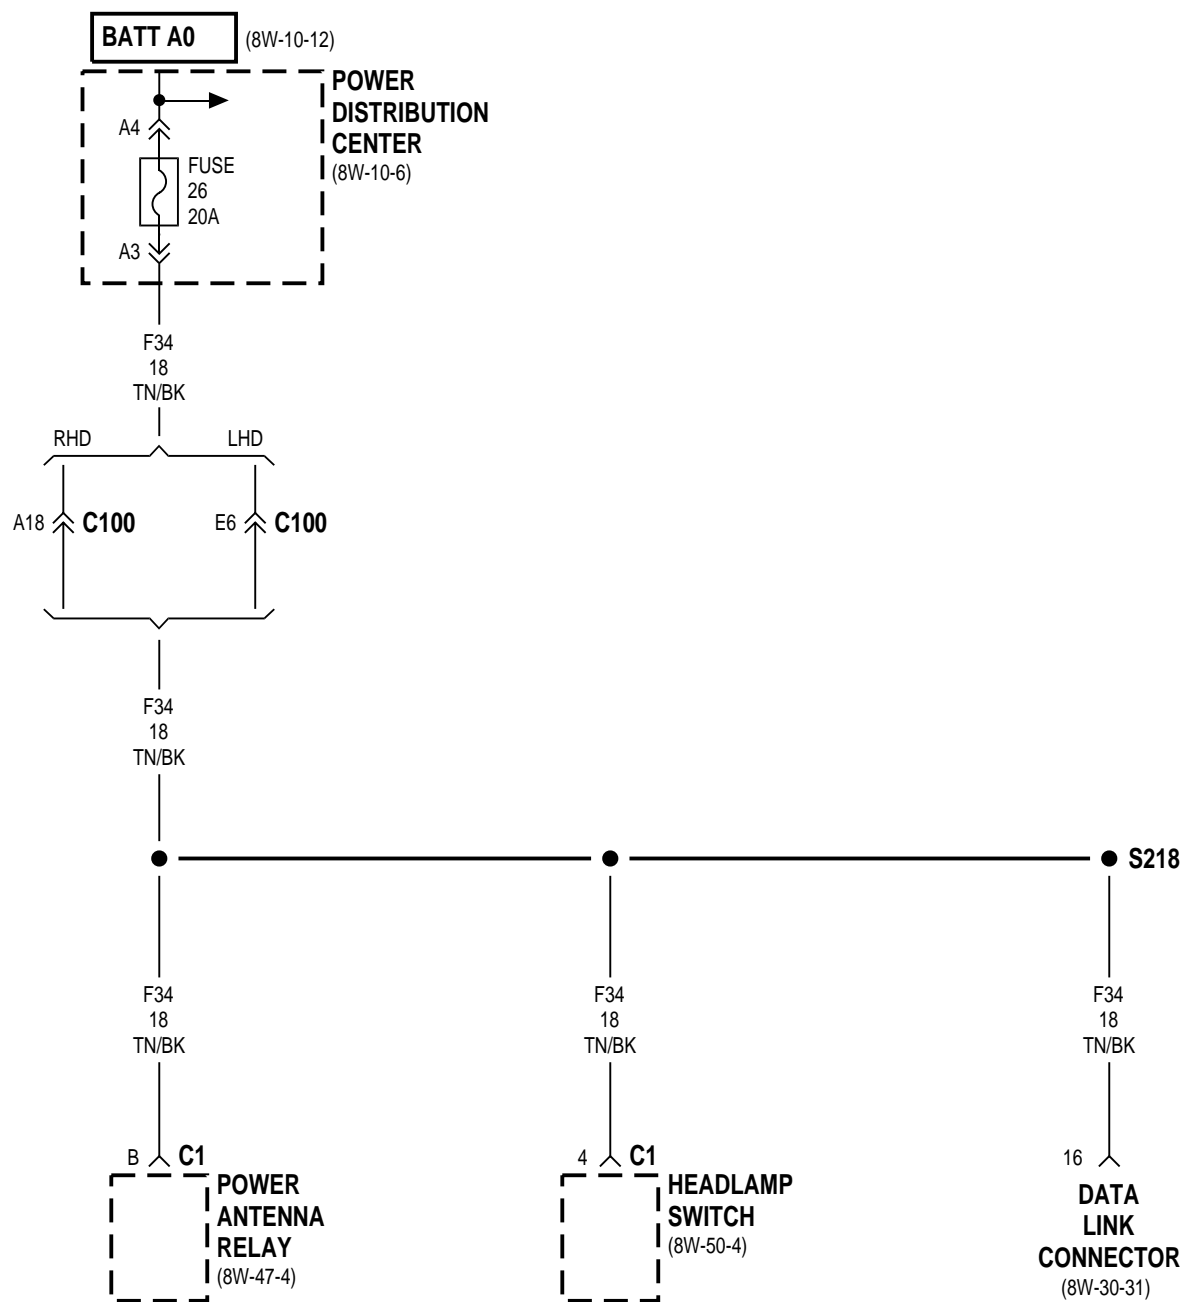 BATT A0 (8W-10-12)
POWER
DISTRIBUTION
CENTER
(8W-10-6)
A4
FUSE
26
20A
A3
F34
18
TN/BK
RHD LHD
A18 C100 E6 C100
F34
18
TN/BK
S218
F34
18
TN/BK
F34
18
TN/BK
F34
18
TN/BK
B C1
POWER
ANTENNA
RELAY
(8W-47-4)
4 C1
HEADLAMP
SWITCH
(8W-50-4)
16
DATA
LINK
CONNECTOR
(8W-30-31)